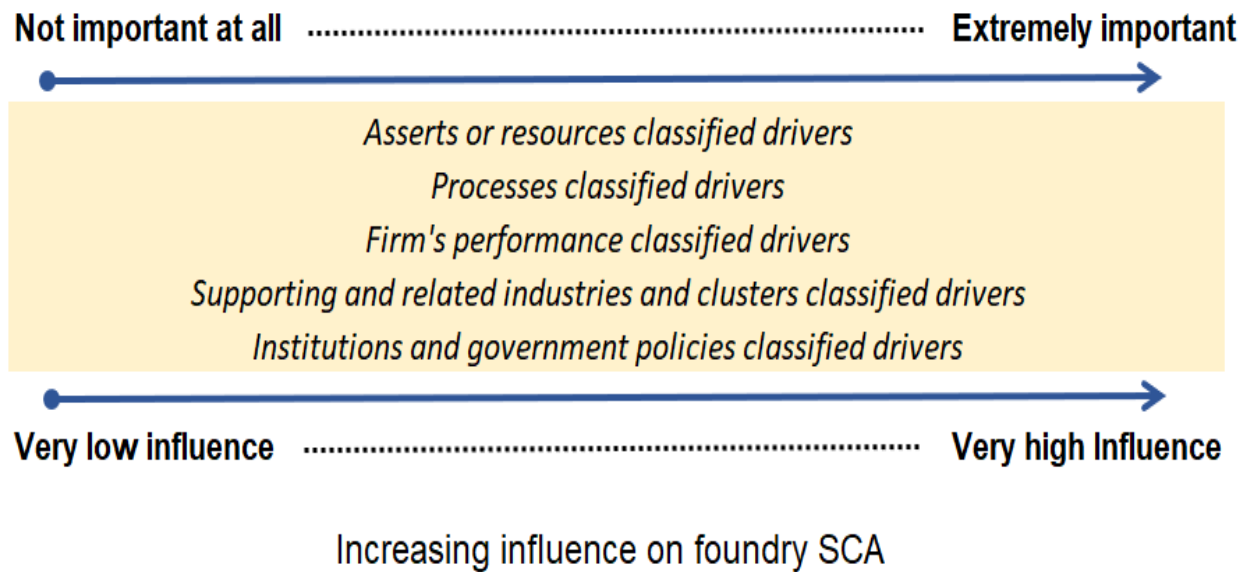 Not important at all Extremely important
Asserts or resources classified drivers
Processes classified drivers
Firm's performance classified drivers
Supporting and related industries and clusters classified drivers
Institutions and government policies classified drivers
Very low influence Very high Influence
Increasing influence on foundry SCA